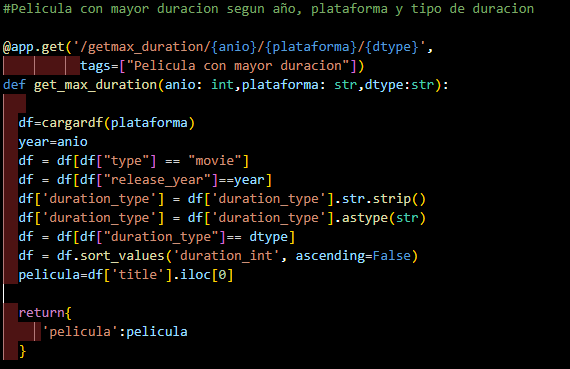 #Pelicula con mayor duracion segun año, plataforma y tipo de duracion
@app.get('/getmax_duration/{anio}/{plataforma}/{dtype}',
tags=["Pelicula con mayor duracion"])
def get_max_duration(anio: int,plataforma: str,dtype:str):
df=cargardf(plataforma)
year=anio
df = df[df["type"] == "movie"]
df = df[df["release_year"]==year]
df['duration_type'] = df['duration_type'].str.strip()
df['duration_type'] = df['duration_type'].astype(str)
df = df[df["duration_type"]== dtype]
df = df.sort_values('duration_int', ascending=False)
pelicula=df['title'].iloc[0]
return{
'pelicula':pelicula
}